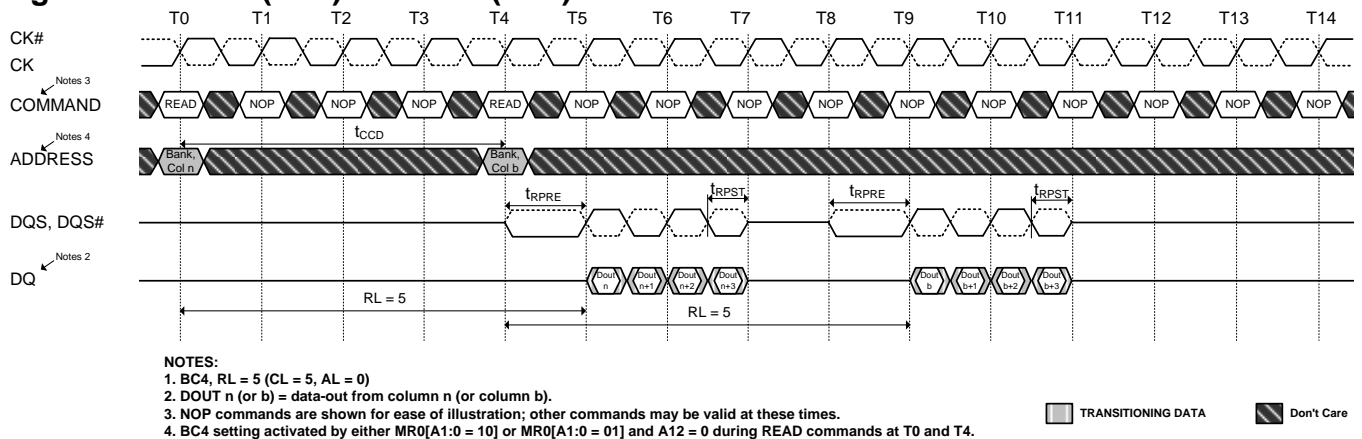 T0 T1 T2 T3 T4 T5 T6 T7 T8 T9 T10 T11 T12 T13 T14
CK#
CK
Notes 3
COMMAND
READ NOP NOP NOP READ NOP NOP NOP NOP NOP NOP NOP NOP NOP NOP
tCCD
Notes 4
ADDRESS
Bank, Col n
Bank, Col b
tRPRE tRPST tRPRE tRPST
DQS, DQS#
Notes 2
DQ
Dout n Dout n+1 Dout n+2 Dout n+3 Dout b Dout b+1 Dout b+2 Dout b+3
RL = 5
RL = 5
NOTES:
1. BC4, RL = 5 (CL = 5, AL = 0)
2. DOUT n (or b) = data-out from column n (or column b).
3. NOP commands are shown for ease of illustration; other commands may be valid at these times.
4. BC4 setting activated by either MR0[A1:0 = 10] or MR0[A1:0 = 01] and A12 = 0 during READ commands at T0 and T4.
TRANSITIONING DATA
Don't Care